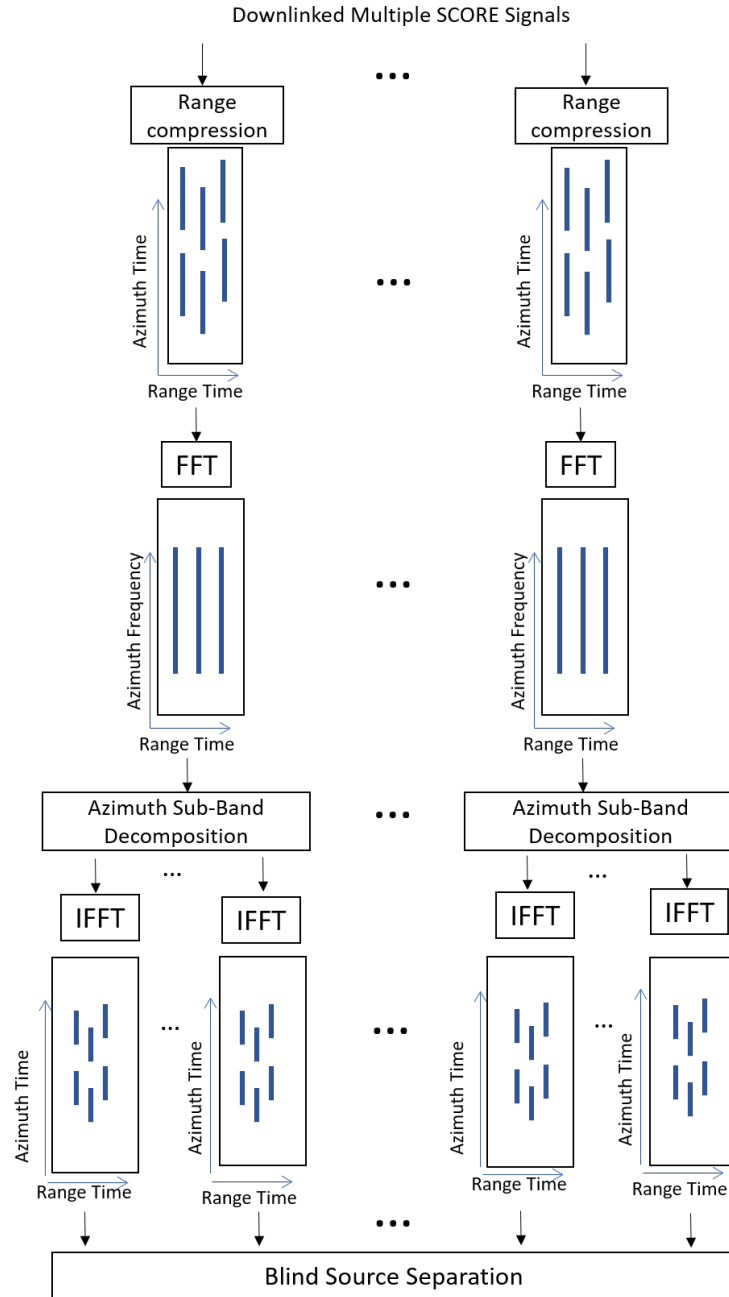 Downlinked Multiple SCORE Signals
...
Range
compression
Range
compression
Azimuth Time
Range Time
...
Azimuth Time
Range Time
FFT
FFT
Azimuth Frequency
Range Time
...
Azimuth Frequency
Range Time
Azimuth Sub-Band
Decomposition
...
Azimuth Sub-Band
Decomposition
...
...
IFFT
IFFT
IFFT
IFFT
Azimuth Time
Range Time
...
Azimuth Time
Range Time
...
Azimuth Time
Range Time
...
Azimuth Time
Range Time
...
Blind Source Separation